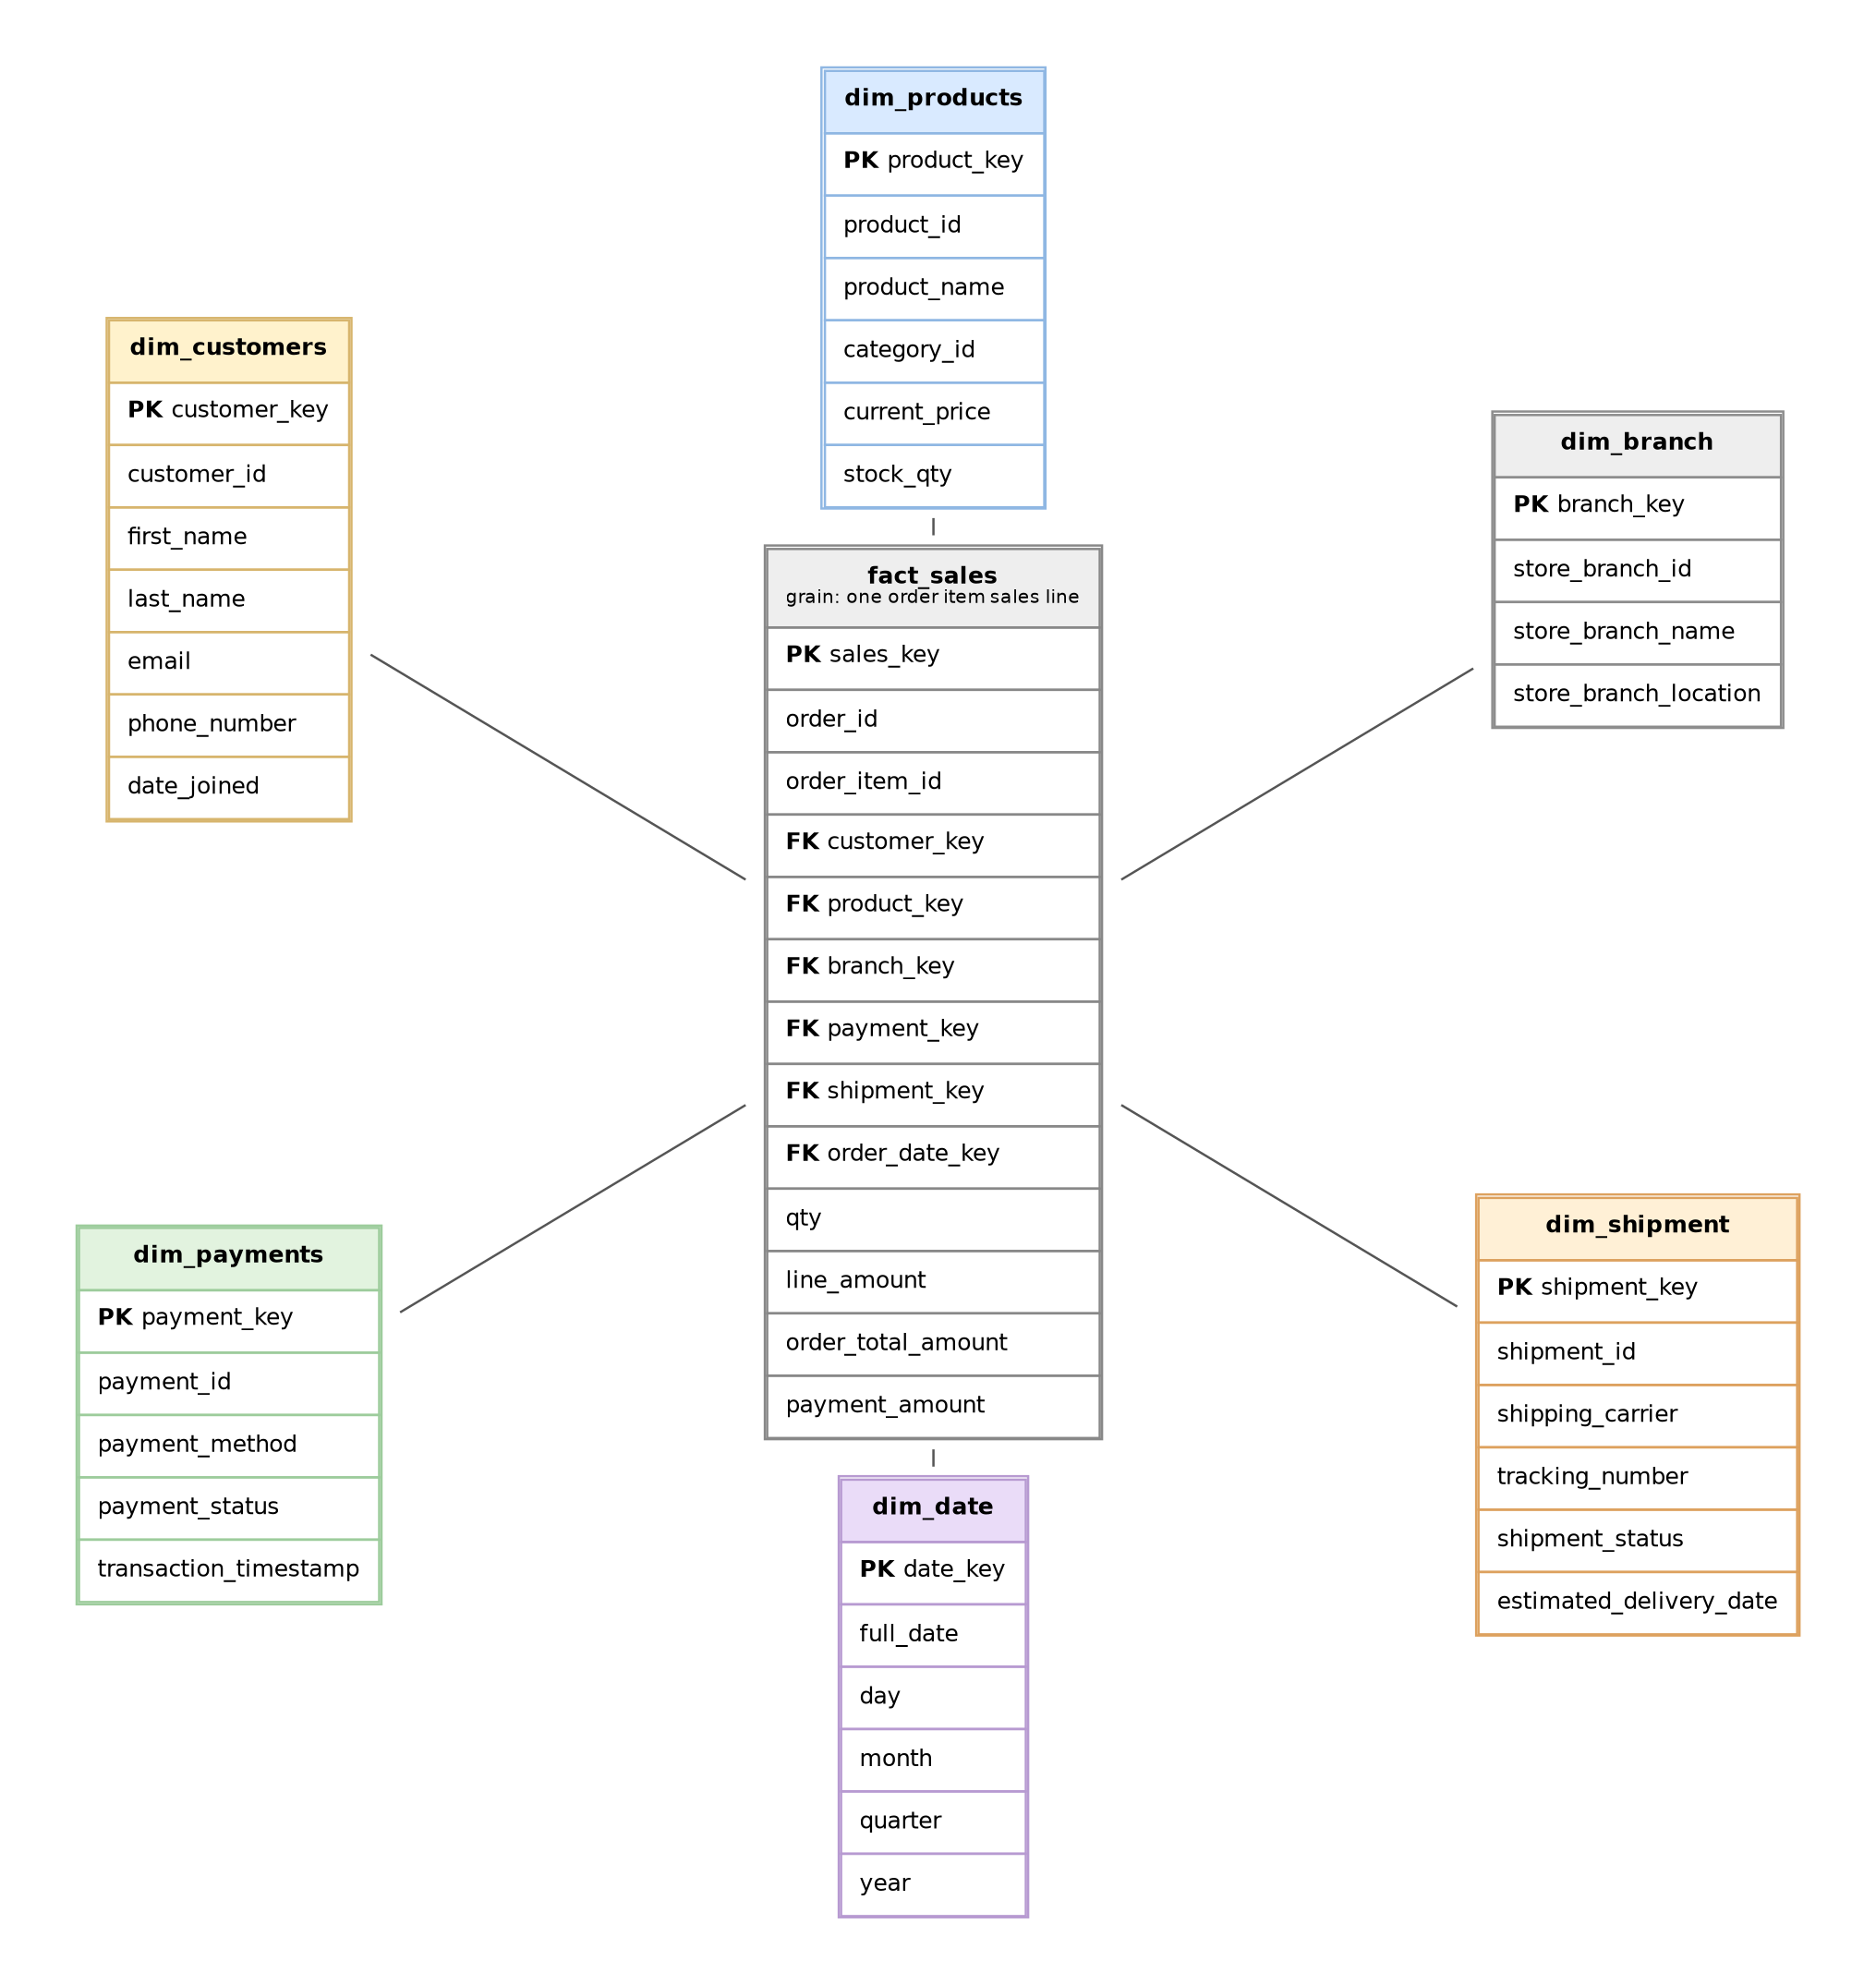 dim_products
PK product_key
product_id
product_name
category_id
current_price
stock_qty
dim_customers
PK customer_key
customer_id
first_name
last_name
email
phone_number
date_joined
dim_branch
PK branch_key
store_branch_id
store_branch_name
store_branch_location
fact_sales
grain: one order item sales line
PK sales_key
order_id
order_item_id
FK customer_key
FK product_key
FK branch_key
FK payment_key
FK shipment_key
FK order_date_key
qty
line_amount
order_total_amount
payment_amount
dim_payments
PK payment_key
payment_id
payment_method
payment_status
transaction_timestamp
dim_shipment
PK shipment_key
shipment_id
shipping_carrier
tracking_number
shipment_status
estimated_delivery_date
dim_date
PK date_key
full_date
day
month
quarter
year